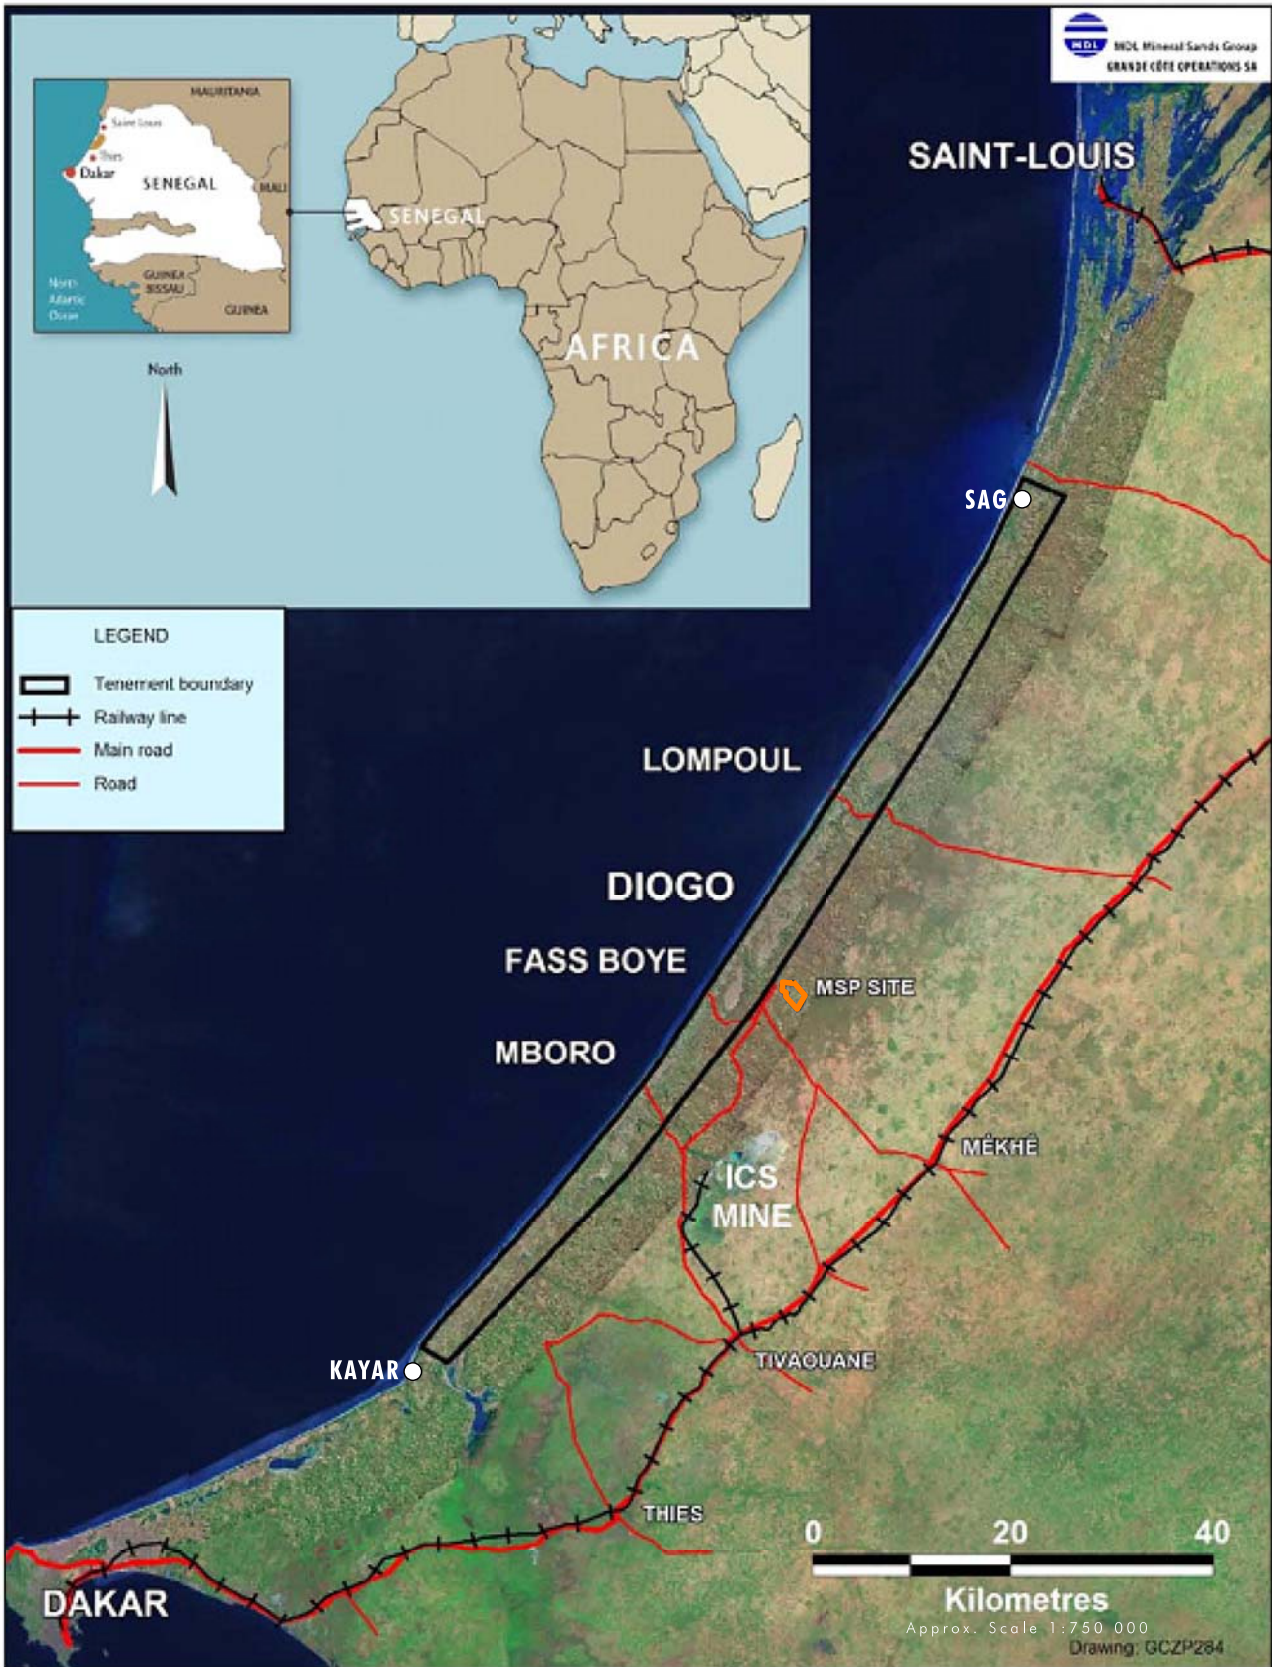 MDL
MDL Mineral Sands Group
GRANDE CÔTE OPERATIONS SA
MAURITANIA
Saint Louis
Thies
Dakar
SENEGAL
MALI
North
Atlantic
Ocean
GUINEA
BISSAU
GUINEA
SENEGAL
AFRICA
North
SAINT-LOUIS
SAG
LEGEND
Tenement boundary
Railway line
Main road
Road
LOMPOUL
DIOGO
FASS BOYE
MSP SITE
MBORO
MÉKHÉ
ICS
MINE
TIVAOUANE
KAYAR
THIES
DAKAR
0 20 40
Kilometres
Approx. Scale 1:750 000
Drawing: GCZP284